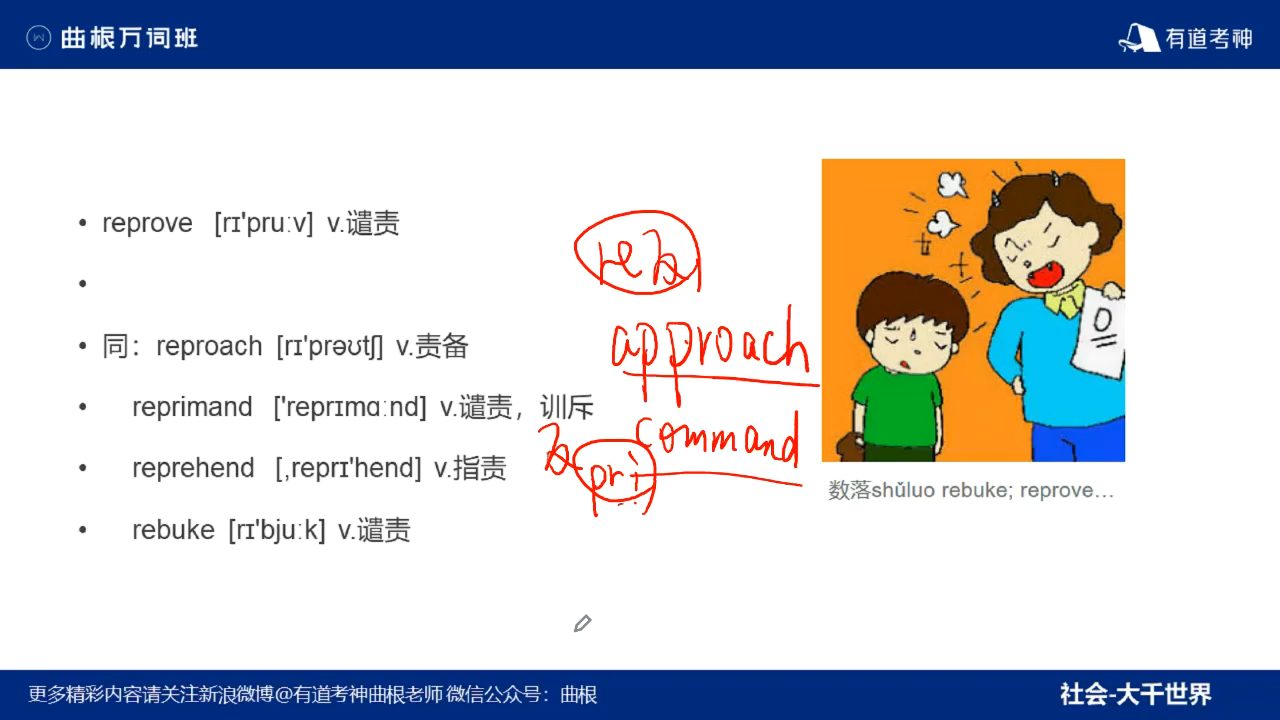 曲根万词班
有道考神
reprove [rɪ'pruːv] v.谴责
re 反
同：reproach [rɪ'prəʊtʃ] v.责备
approach
reprimand ['reprɪmɑːnd] v.谴责，训斥
command
反 pri
reprehend [ˌreprɪ'hend] v.指责
rebuke [rɪ'bjuːk] v.谴责
0
数落shǔluo rebuke; reprove…
更多精彩内容请关注新浪微博@有道考神曲根老师 微信公众号：曲根
社会-大千世界